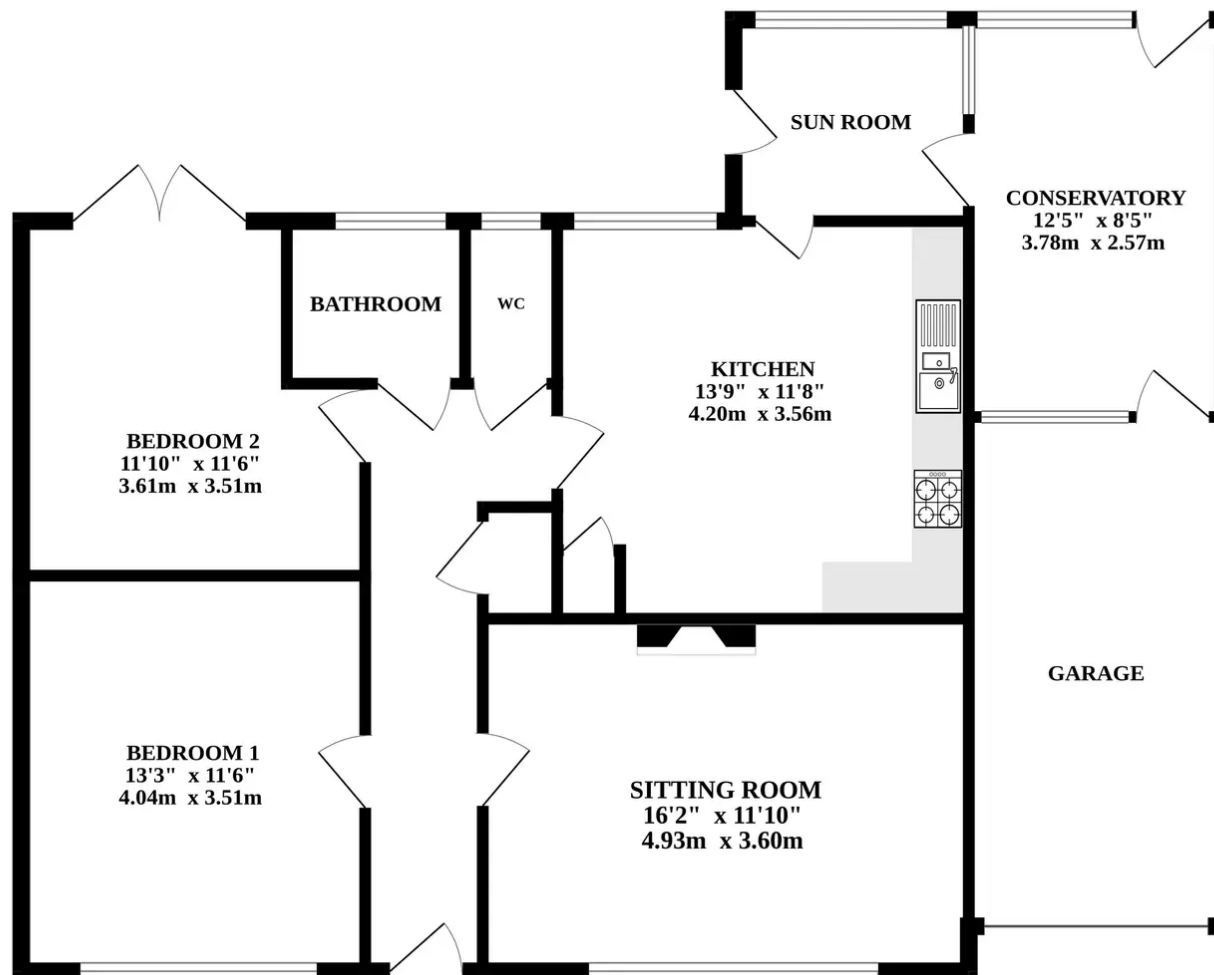 SUN ROOM
CONSERVATORY
12'5"  x 8'5"
3.78m  x 2.57m
BATHROOM
WC
KITCHEN
13'9"  x 11'8"
4.20m  x 3.56m
BEDROOM 2
11'10"  x 11'6"
3.61m  x 3.51m
GARAGE
BEDROOM 1
13'3"  x 11'6"
4.04m  x 3.51m
SITTING ROOM
16'2"  x 11'10"
4.93m  x 3.60m